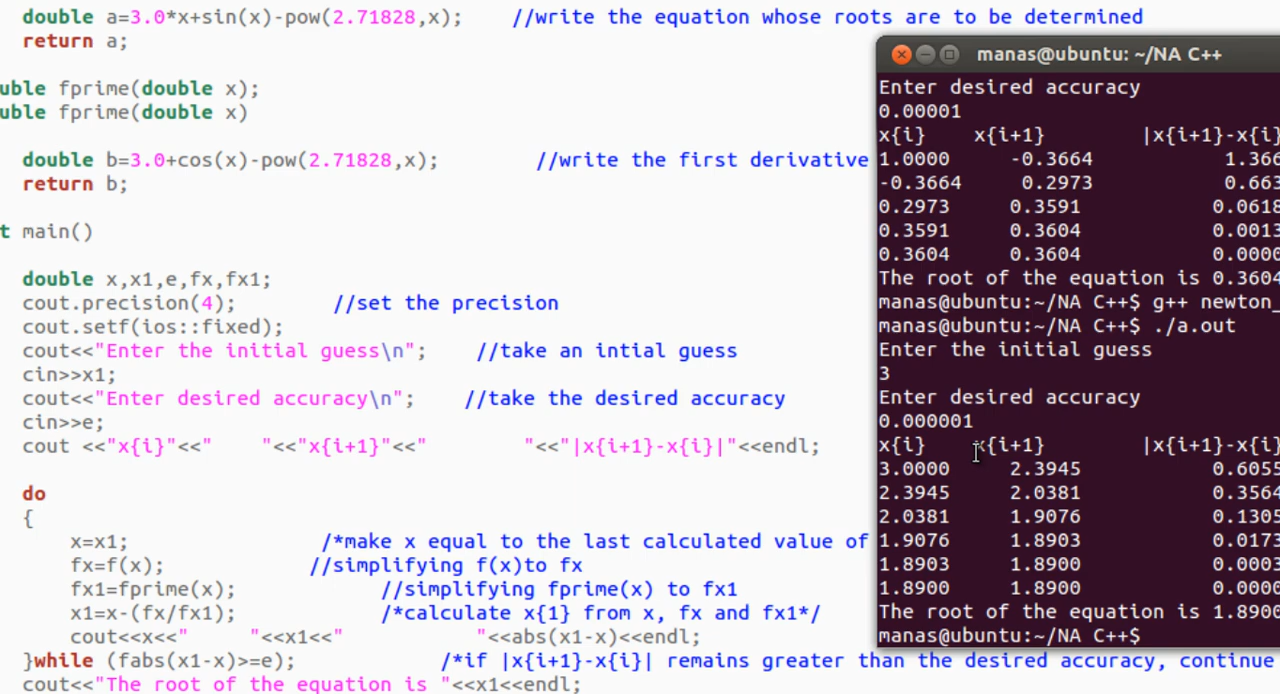 double a=3.0*x+sin(x)-pow(2.71828,x);    //write the equation whose roots are to be determined
return a;
uble fprime(double x);
uble fprime(double x)
double b=3.0+cos(x)-pow(2.71828,x);        //write the first derivative
return b;
t main()
double x,x1,e,fx,fx1;
cout.precision(4);        //set the precision
cout.setf(ios::fixed);
cout<<"Enter the initial guess\n";    //take an intial guess
cin>>x1;
cout<<"Enter desired accuracy\n";    //take the desired accuracy
cin>>e;
cout <<"x{i}"<<"    "<<"x{i+1}"<<"        "<<"|x{i+1}-x{i}|"<<endl;
do
{
x=x1;                /*make x equal to the last calculated value of
fx=f(x);            //simplifying f(x)to fx
fx1=fprime(x);            //simplifying fprime(x) to fx1
x1=x-(fx/fx1);            /*calculate x{1} from x, fx and fx1*/
cout<<x<<"     "<<x1<<"           "<<abs(x1-x)<<endl;
}while (fabs(x1-x)>=e);            /*if |x{i+1}-x{i}| remains greater than the desired accuracy, continue
cout<<"The root of the equation is "<<x1<<endl;
manas@ubuntu: ~/NA C++
Enter desired accuracy
0.00001
x{i}    x{i+1}        |x{i+1}-x{i}
1.0000     -0.3664           1.366
-0.3664     0.2973           0.663
0.2973     0.3591           0.0618
0.3591     0.3604           0.0013
0.3604     0.3604           0.0000
The root of the equation is 0.3604
manas@ubuntu:~/NA C++$ g++ newton_
manas@ubuntu:~/NA C++$ ./a.out
Enter the initial guess
3
Enter desired accuracy
0.000001
x{i}    x{i+1}        |x{i+1}-x{i}
3.0000     2.3945           0.6055
2.3945     2.0381           0.3564
2.0381     1.9076           0.1305
1.9076     1.8903           0.0173
1.8903     1.8900           0.0003
1.8900     1.8900           0.0000
The root of the equation is 1.8900
manas@ubuntu:~/NA C++$